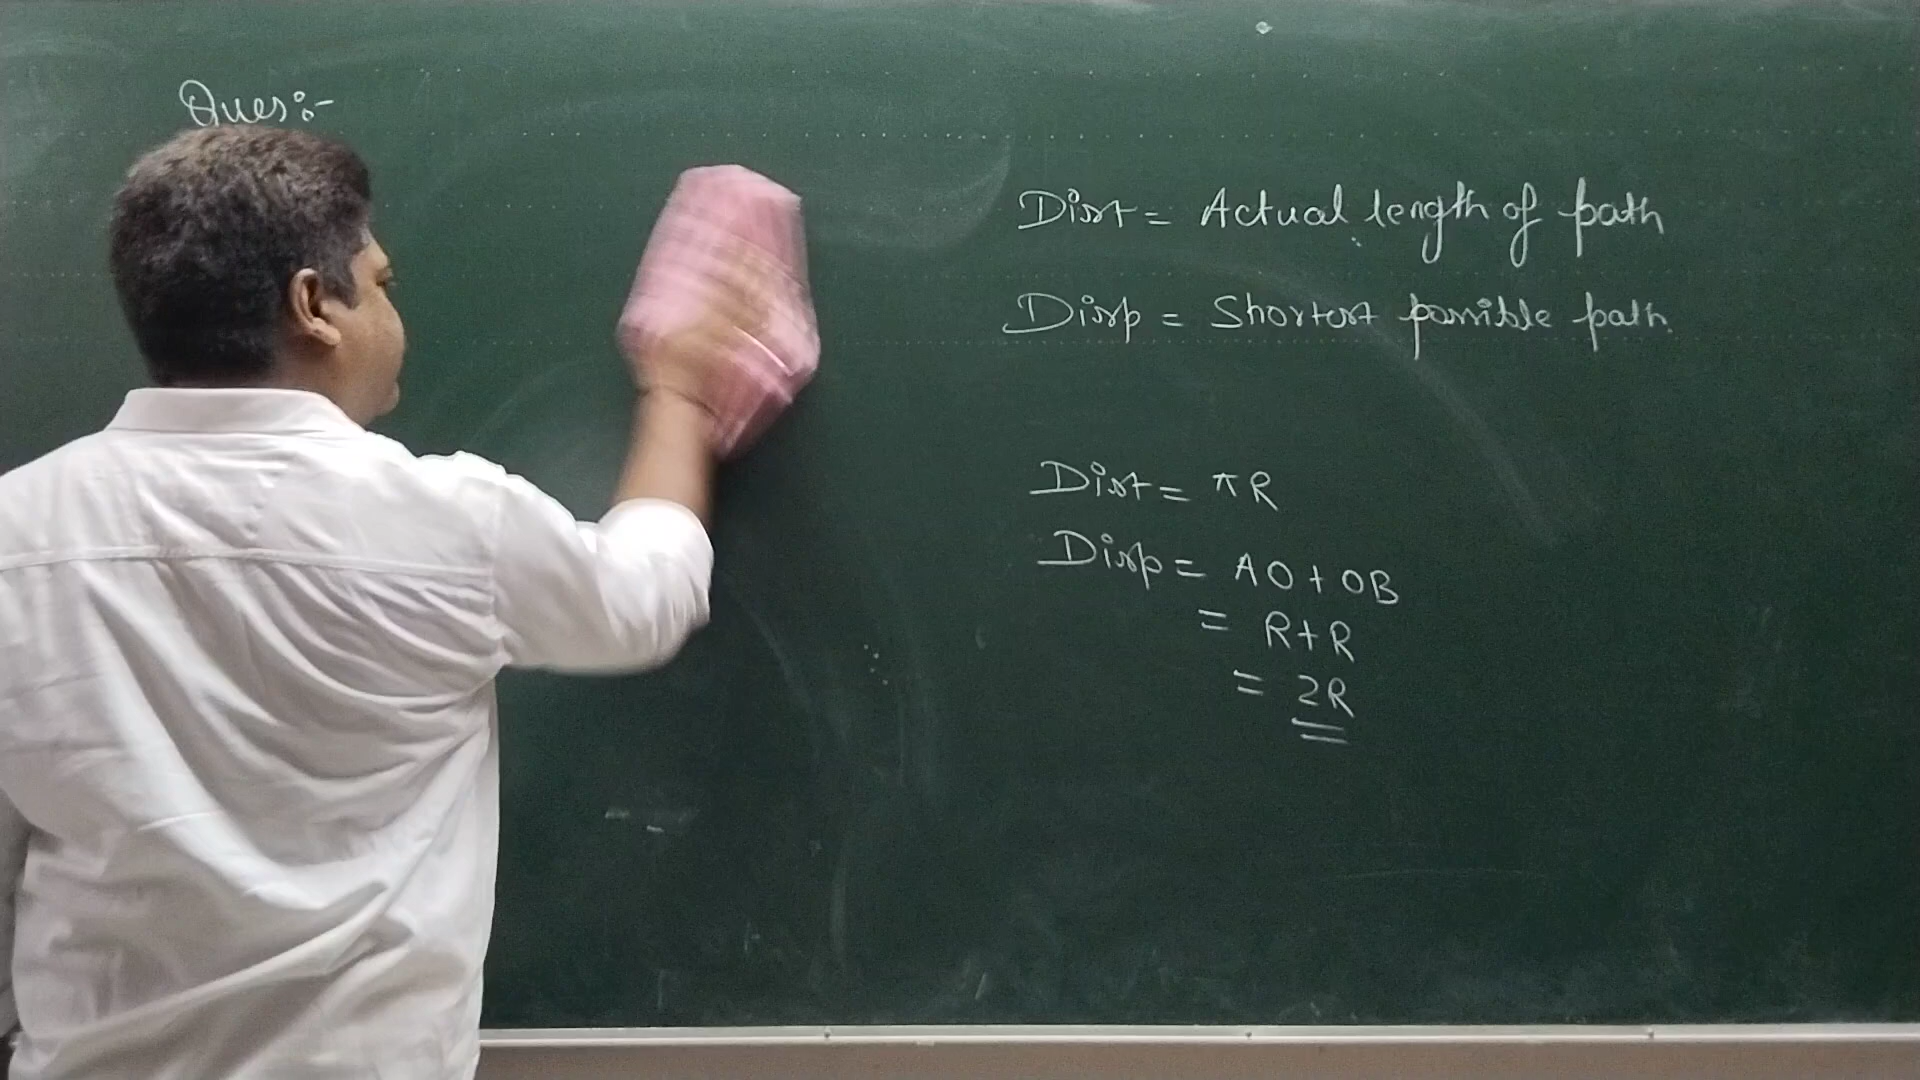 Ques:-
Dist = Actual length of path
Disp = Shortest possible path.
Dist = πR
Disp = AO + OB
= R+R
= 2R